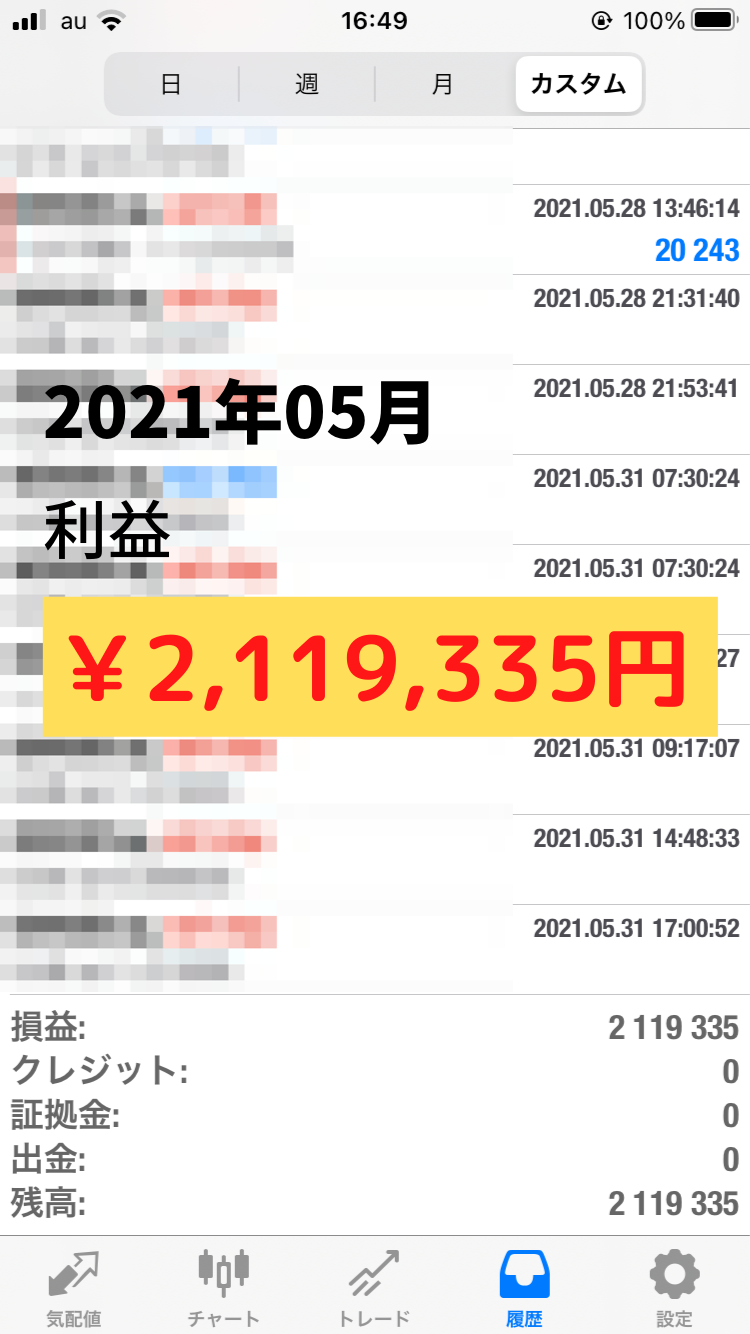 au 16:49 100%
日 週 月 カスタム
2021.05.28 13:46:14
20 243
2021.05.28 21:31:40
2021.05.28 21:53:41
2021年05月
2021.05.31 07:30:24
利益
2021.05.31 07:30:24
27
￥2,119,335円
2021.05.31 09:17:07
2021.05.31 14:48:33
2021.05.31 17:00:52
損益: 2 119 335
クレジット: 0
証拠金: 0
出金: 0
残高: 2 119 335
気配値 チャート トレード 履歴 設定